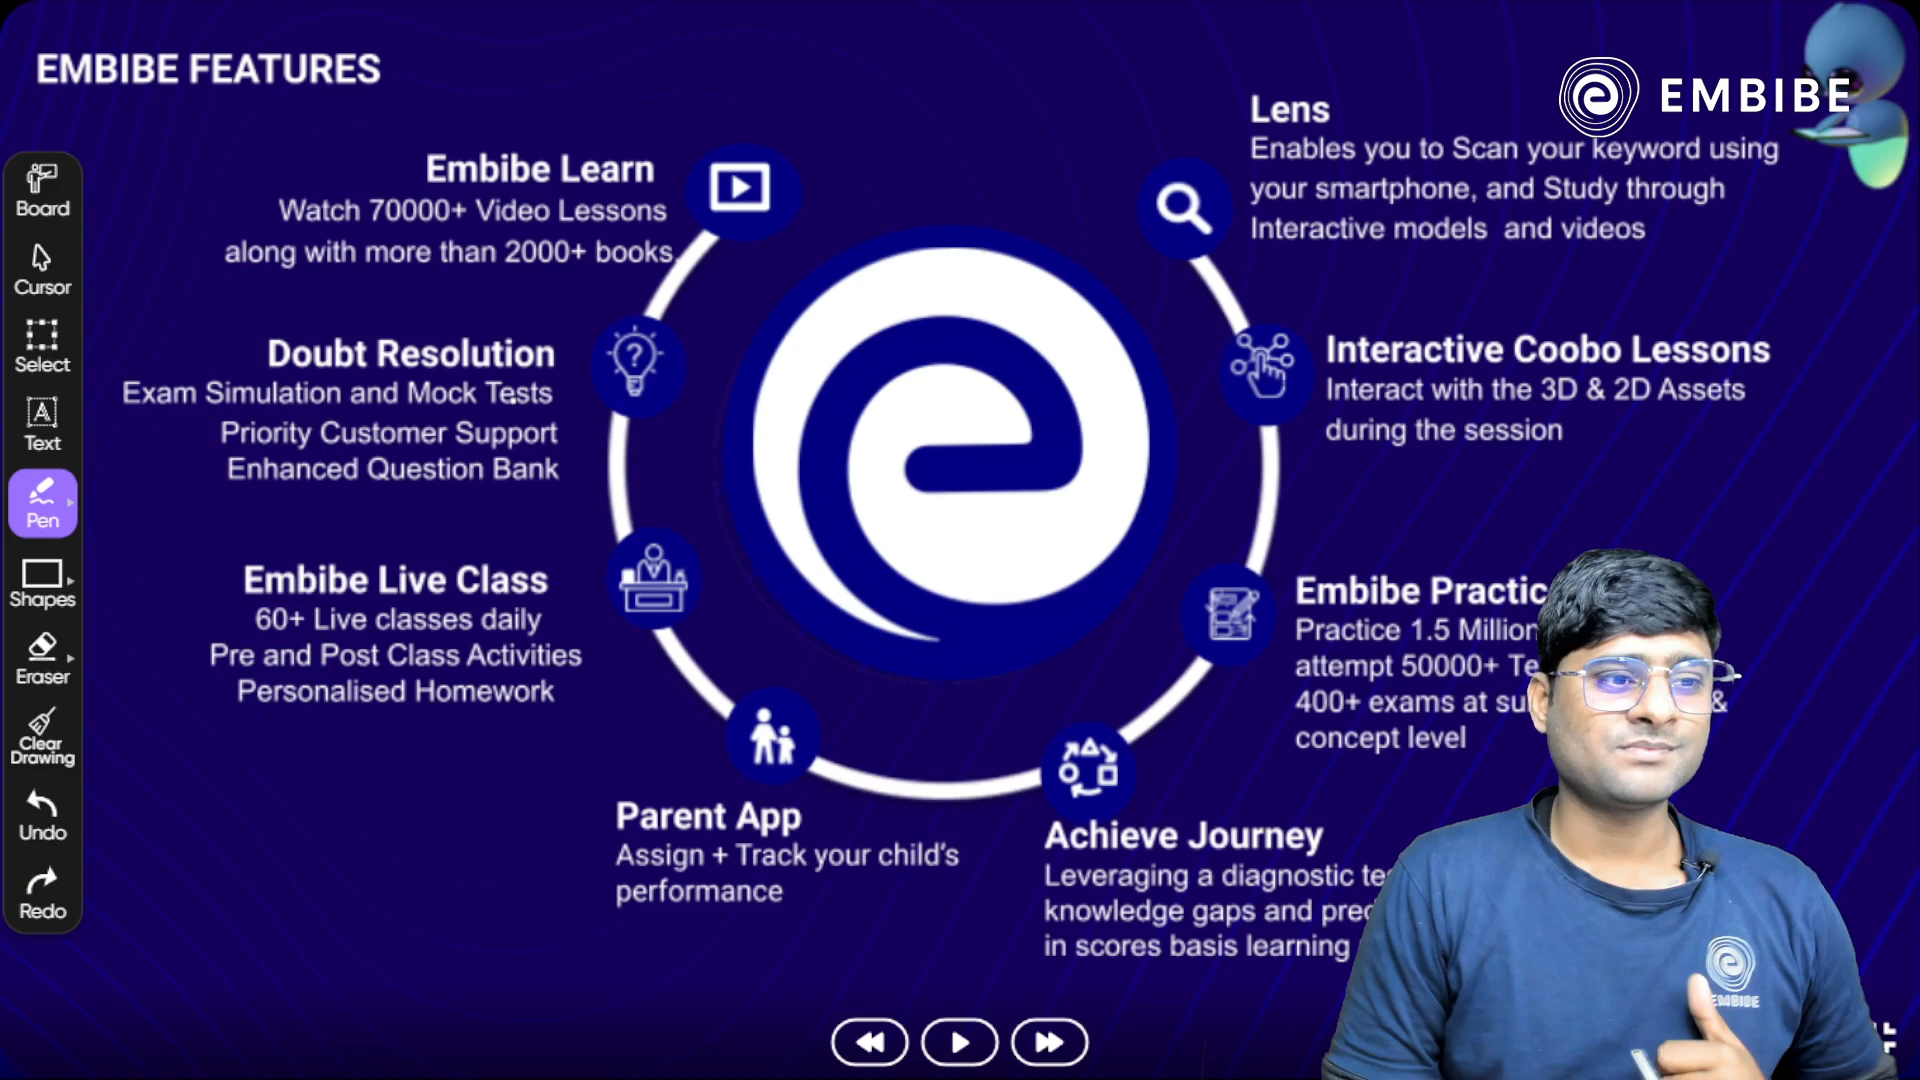 EMBIBE FEATURES
EMBIBE
Board
Cursor
Select
Text
Pen
Shapes
Eraser
Clear
Drawing
Undo
Redo
Embibe Learn
Watch 70000+ Video Lessons
along with more than 2000+ books.
Doubt Resolution
Exam Simulation and Mock Tests
Priority Customer Support
Enhanced Question Bank
Embibe Live Class
60+ Live classes daily
Pre and Post Class Activities
Personalised Homework
Parent App
Assign + Track your child's
performance
Achieve Journey
Leveraging a diagnostic
knowledge gaps and
in scores basis learning
Lens
Enables you to Scan your keyword using
your smartphone, and Study through
Interactive models and videos
Interactive Coobo Lessons
Interact with the 3D & 2D Assets
during the session
Embibe
Practice 1.5 Million
attempt 50000+
400+ exams at &
concept level
EMBIBE